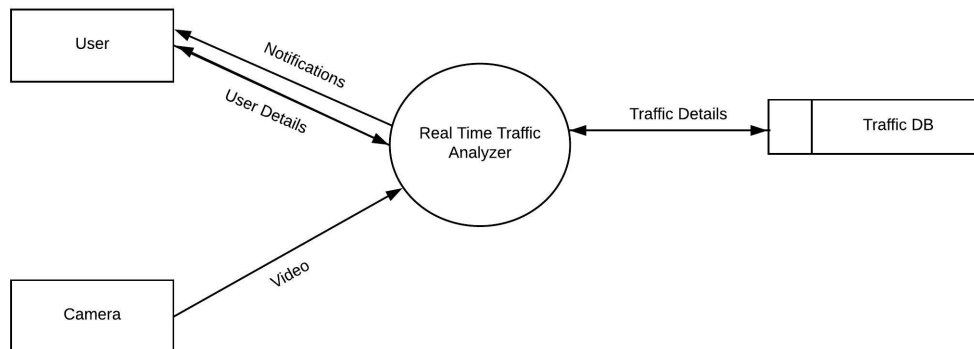 User
Notifications
User Details
Real Time Traffic
Analyzer
Traffic Details
Traffic DB
Video
Camera